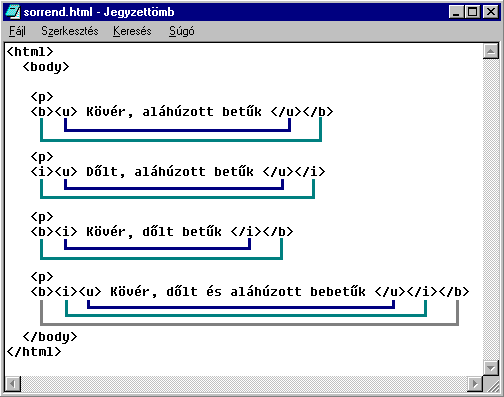 sorrend.html - Jegyzettömb
Fájl Szerkesztés Keresés Súgó
<html>
<body>
<p>
<b><u> Kövér, aláhúzott betűk </u></b>
<p>
<i><u> Dőlt, aláhúzott betűk </u></i>
<p>
<b><i> Kövér, dőlt betűk </i></b>
<p>
<b><i><u> Kövér, dőlt és aláhúzott bebetűk </u></i></b>
</body>
</html>